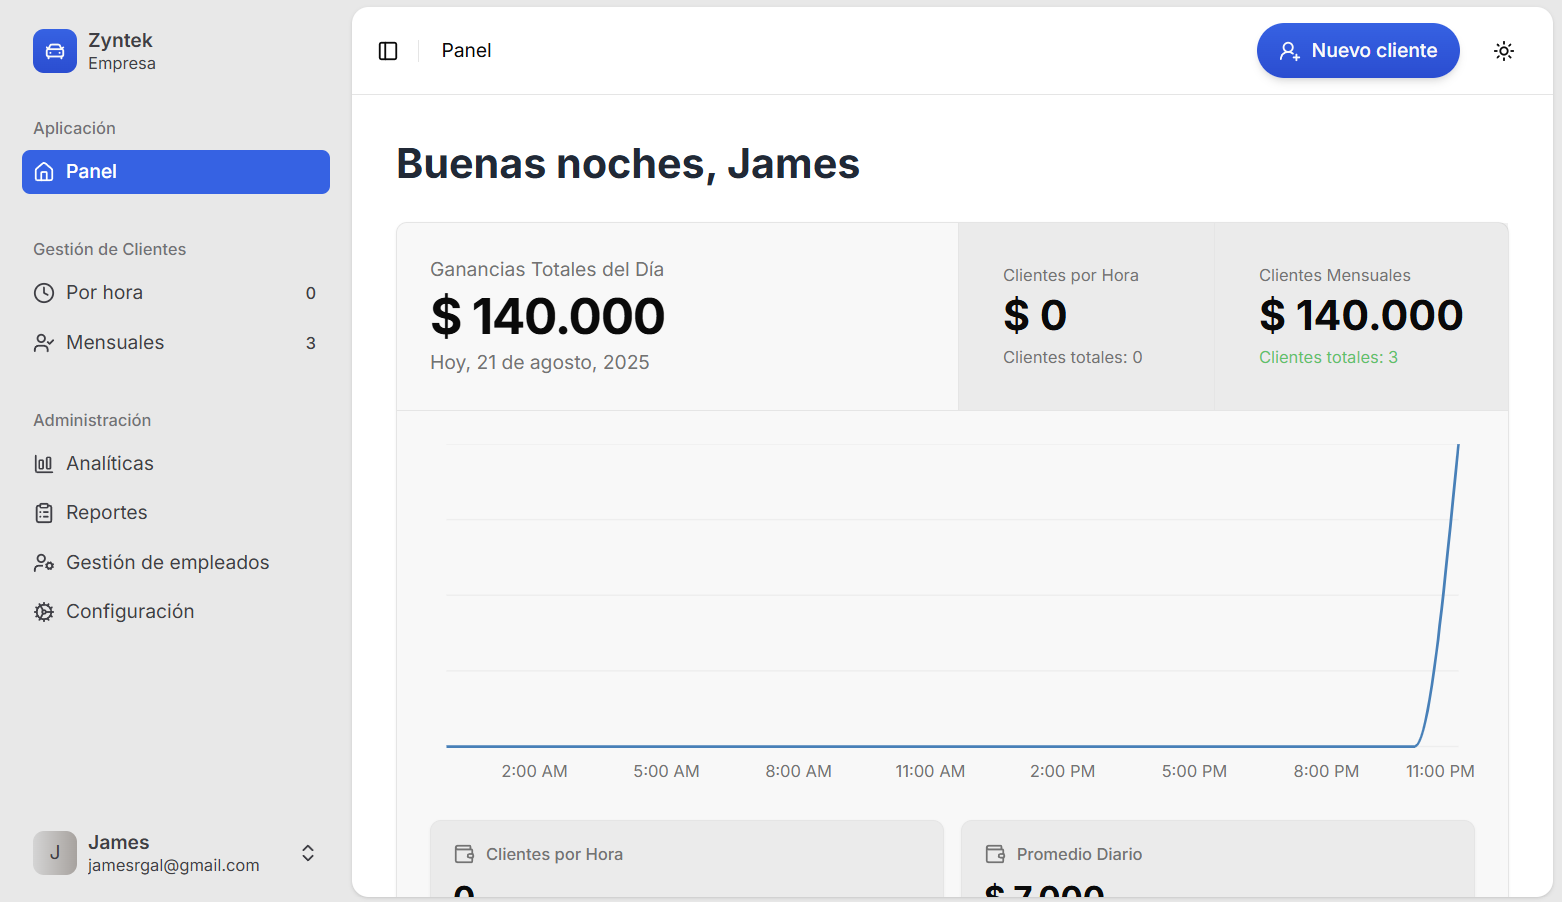 Zyntek
Empresa
Aplicación
Panel
Gestión de Clientes
Por hora 0
Mensuales 3
Administración
Analíticas
Reportes
Gestión de empleados
Configuración
J
James
jamesrgal@gmail.com
Panel
Nuevo cliente
Buenas noches, James
Ganancias Totales del Día
$ 140.000
Hoy, 21 de agosto, 2025
Clientes por Hora
$ 0
Clientes totales: 0
Clientes Mensuales
$ 140.000
Clientes totales: 3
2:00 AM 5:00 AM 8:00 AM 11:00 AM 2:00 PM 5:00 PM 8:00 PM 11:00 PM
Clientes por Hora
0
Promedio Diario
$ 7.000